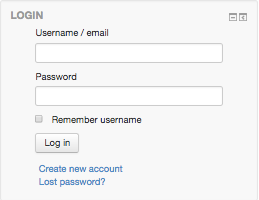 LOGIN
Username / email
Password
Remember username
Log in
Create new account
Lost password?